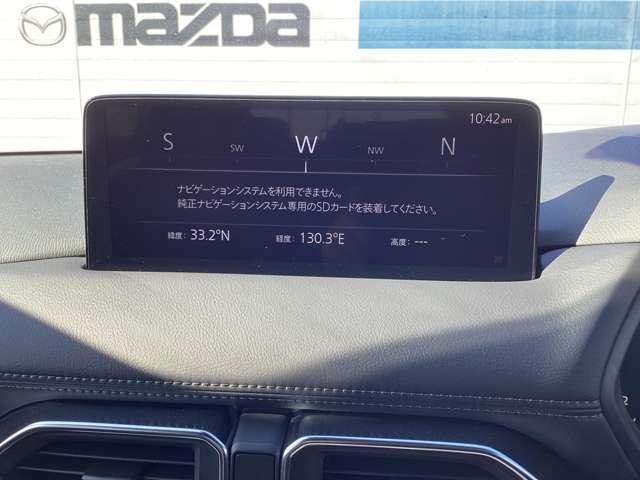 mazda
10:42 am
S SW W NW N
ナビゲーションシステムを利用できません。
純正ナビゲーションシステム専用のSDカードを装着してください。
緯度: 33.2°N 経度: 130.3°E 高度: ---